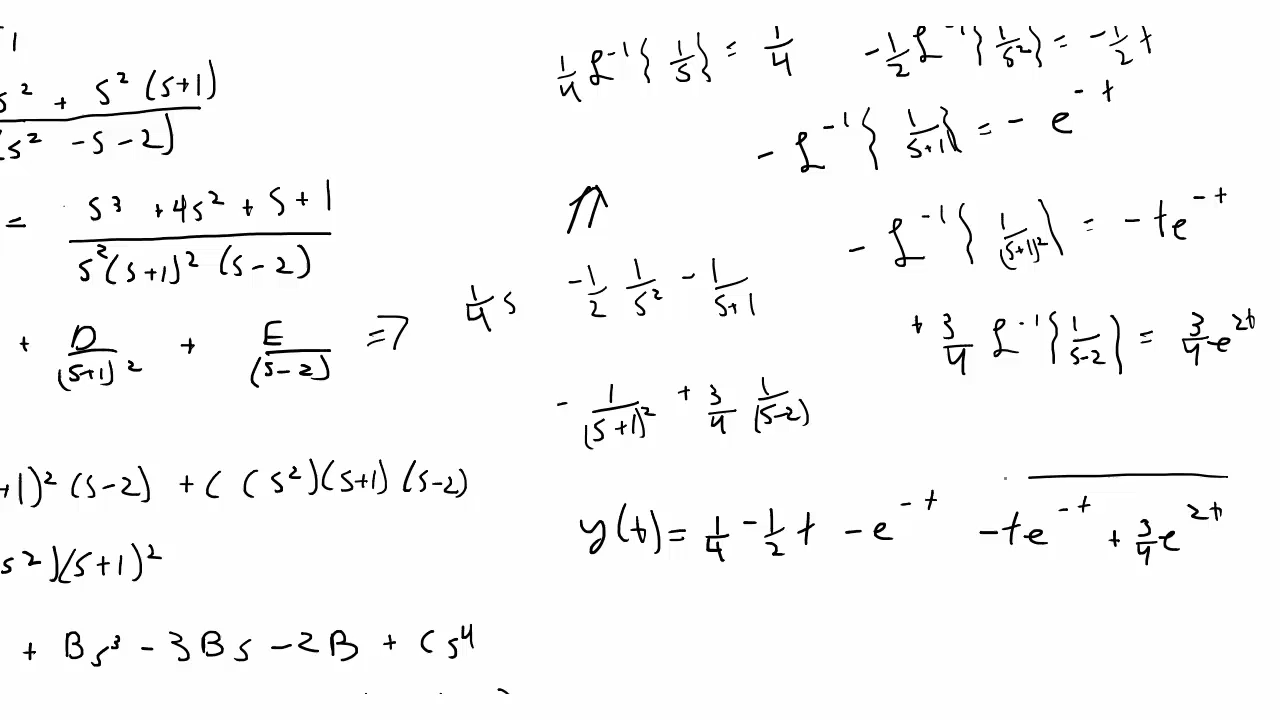 1
s² + s² (s+1)
(s² - s - 2)
= s³ + 4s² + s + 1
s²(s+1)² (s-2)
+ D/(s+1)² + E/(s-2) =>
+1)² (s-2) + C (s²)(s+1)(s-2)
s²)(s+1)²
+ Bs³ - 3Bs - 2B + Cs⁴
1/4 ℒ⁻¹{1/s} = 1/4 -1/2 ℒ⁻¹{1/s²} = -1/2 t
- ℒ⁻¹{1/(s+1)} = - e^(-t)
- ℒ⁻¹{1/(s+1)²} = - te^(-t)
1/4 s -1/2 1/s² - 1/(s+1)
+ 3/4 ℒ⁻¹{1/(s-2)} = 3/4 e^(2t)
- 1/(s+1)² + 3/4 1/(s-2)
y(t) = 1/4 - 1/2 t - e^(-t) - te^(-t) + 3/4 e^(2t)